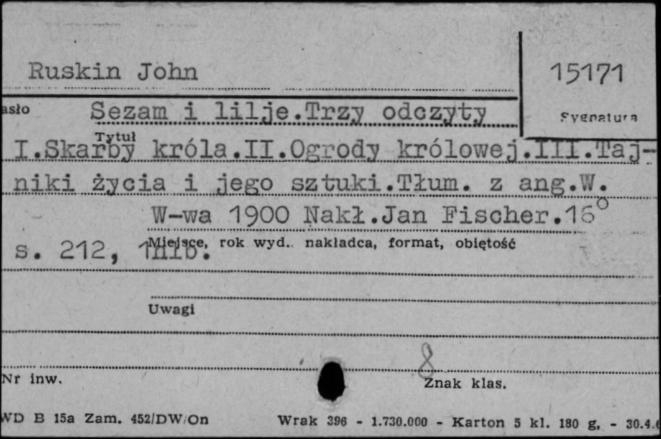 Ruskin John
15171
asło
Sezam i lilje.Trzy odczyty
Sygnatura
Tytuł
I.Skarby króla.II.Ogrody królowej.III.Taj-
niki życia i jego sztuki.Tłum. z ang.W.
W-wa 1900 Nakł.Jan Fischer.16°
s. 212, 1nlb.
Miejsce, rok wyd. nakładca, format, objętość
Uwagi
8
Nr inw.
Znak klas.
WD B 15a Zam. 452/DW/On
Wrak 396 - 1.730.000 - Karton 5 kl. 180 g, - 30.4.